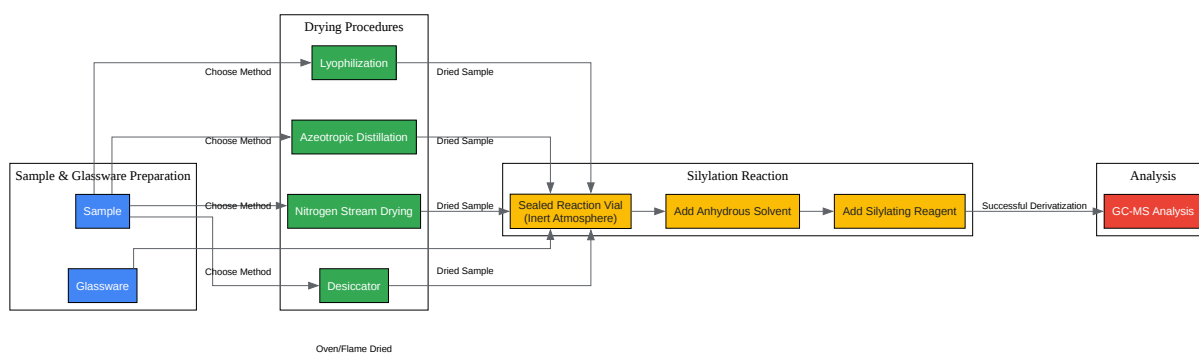 Drying Procedures
Lyophilization
Choose Method
Dried Sample
Azeotropic Distillation
Choose Method
Dried Sample
Sample & Glassware Preparation
Silylation Reaction
Analysis
Sample
Choose Method
Nitrogen Stream Drying
Dried Sample
Sealed Reaction Vial
(Inert Atmosphere)
Add Anhydrous Solvent
Add Silylating Reagent
Successful Derivatization
GC-MS Analysis
Glassware
Choose Method
Desiccator
Dried Sample
Oven/Flame Dried